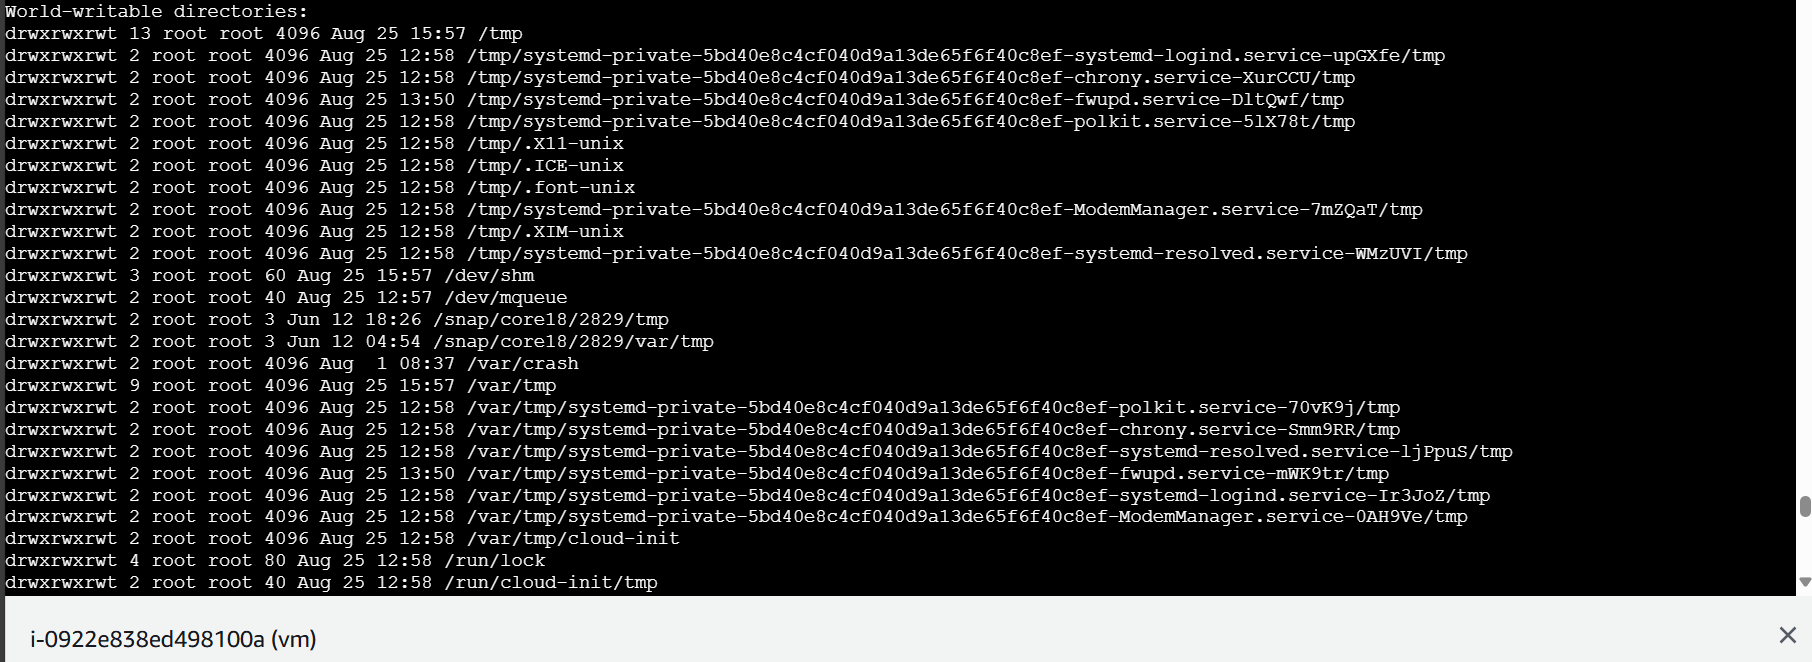 World-writable directories:
drwxrwxrwt 13 root root 4096 Aug 25 15:57 /tmp
drwxrwxrwt 2 root root 4096 Aug 25 12:58 /tmp/systemd-private-5bd40e8c4cf040d9a13de65f6f40c8ef-systemd-logind.service-upGXfe/tmp
drwxrwxrwt 2 root root 4096 Aug 25 12:58 /tmp/systemd-private-5bd40e8c4cf040d9a13de65f6f40c8ef-chrony.service-XurCCU/tmp
drwxrwxrwt 2 root root 4096 Aug 25 13:50 /tmp/systemd-private-5bd40e8c4cf040d9a13de65f6f40c8ef-fwupd.service-DltQwf/tmp
drwxrwxrwt 2 root root 4096 Aug 25 12:58 /tmp/systemd-private-5bd40e8c4cf040d9a13de65f6f40c8ef-polkit.service-5lX78t/tmp
drwxrwxrwt 2 root root 4096 Aug 25 12:58 /tmp/.X11-unix
drwxrwxrwt 2 root root 4096 Aug 25 12:58 /tmp/.ICE-unix
drwxrwxrwt 2 root root 4096 Aug 25 12:58 /tmp/.font-unix
drwxrwxrwt 2 root root 4096 Aug 25 12:58 /tmp/systemd-private-5bd40e8c4cf040d9a13de65f6f40c8ef-ModemManager.service-7mZQaT/tmp
drwxrwxrwt 2 root root 4096 Aug 25 12:58 /tmp/.XIM-unix
drwxrwxrwt 2 root root 4096 Aug 25 12:58 /tmp/systemd-private-5bd40e8c4cf040d9a13de65f6f40c8ef-systemd-resolved.service-WMzUVI/tmp
drwxrwxrwt 3 root root 60 Aug 25 15:57 /dev/shm
drwxrwxrwt 2 root root 40 Aug 25 12:57 /dev/mqueue
drwxrwxrwt 2 root root 3 Jun 12 18:26 /snap/core18/2829/tmp
drwxrwxrwt 2 root root 3 Jun 12 04:54 /snap/core18/2829/var/tmp
drwxrwxrwt 2 root root 4096 Aug  1 08:37 /var/crash
drwxrwxrwt 9 root root 4096 Aug 25 15:57 /var/tmp
drwxrwxrwt 2 root root 4096 Aug 25 12:58 /var/tmp/systemd-private-5bd40e8c4cf040d9a13de65f6f40c8ef-polkit.service-70vK9j/tmp
drwxrwxrwt 2 root root 4096 Aug 25 12:58 /var/tmp/systemd-private-5bd40e8c4cf040d9a13de65f6f40c8ef-chrony.service-Smm9RR/tmp
drwxrwxrwt 2 root root 4096 Aug 25 12:58 /var/tmp/systemd-private-5bd40e8c4cf040d9a13de65f6f40c8ef-systemd-resolved.service-ljPpuS/tmp
drwxrwxrwt 2 root root 4096 Aug 25 13:50 /var/tmp/systemd-private-5bd40e8c4cf040d9a13de65f6f40c8ef-fwupd.service-mWK9tr/tmp
drwxrwxrwt 2 root root 4096 Aug 25 12:58 /var/tmp/systemd-private-5bd40e8c4cf040d9a13de65f6f40c8ef-systemd-logind.service-Ir3JoZ/tmp
drwxrwxrwt 2 root root 4096 Aug 25 12:58 /var/tmp/systemd-private-5bd40e8c4cf040d9a13de65f6f40c8ef-ModemManager.service-0AH9Ve/tmp
drwxrwxrwt 2 root root 4096 Aug 25 12:58 /var/tmp/cloud-init
drwxrwxrwt 4 root root 80 Aug 25 12:58 /run/lock
drwxrwxrwt 2 root root 40 Aug 25 12:58 /run/cloud-init/tmp
i-0922e838ed498100a (vm)